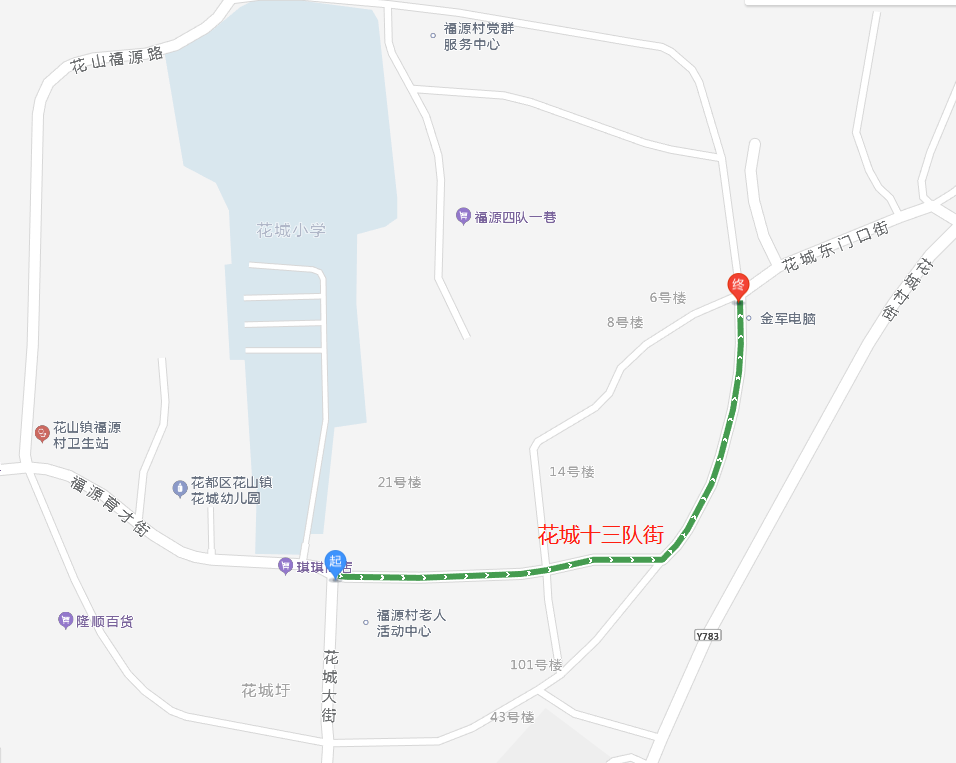 福源村党群
服务中心
花山福源路
福源四队一巷
花城小学
花城东门口街
花城村街
终
6号楼
金军电脑
8号楼
花山镇福源
村卫生站
14号楼
21号楼
花都区花山镇
花城幼儿园
福源育才街
花城十三队街
起
琪琪
店
福源村老人
活动中心
隆顺百货
Y783
花城大街
101号楼
花城圩
43号楼